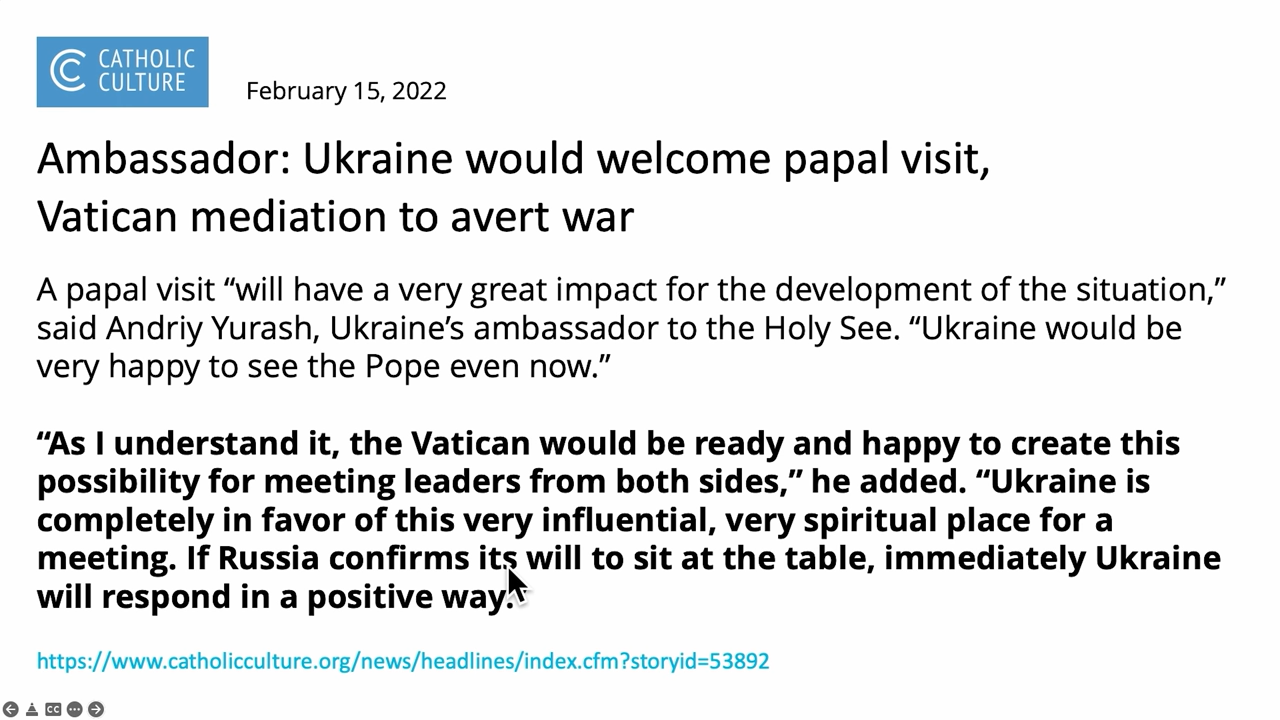 CATHOLIC
CULTURE
February 15, 2022
Ambassador: Ukraine would welcome papal visit,
Vatican mediation to avert war
A papal visit “will have a very great impact for the development of the situation,”
said Andriy Yurash, Ukraine’s ambassador to the Holy See. “Ukraine would be
very happy to see the Pope even now.”
“As I understand it, the Vatican would be ready and happy to create this
possibility for meeting leaders from both sides,” he added. “Ukraine is
completely in favor of this very influential, very spiritual place for a
meeting. If Russia confirms its will to sit at the table, immediately Ukraine
will respond in a positive way.”
https://www.catholicculture.org/news/headlines/index.cfm?storyid=53892
CC